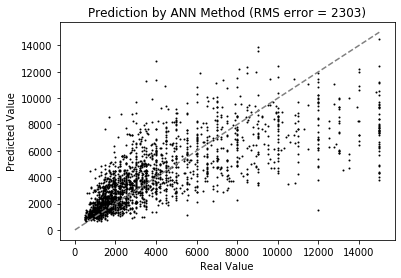 Prediction by ANN Method (RMS error = 2303)
Predicted Value
14000
12000
10000
8000
6000
4000
2000
0
0 2000 4000 6000 8000 10000 12000 14000
Real Value